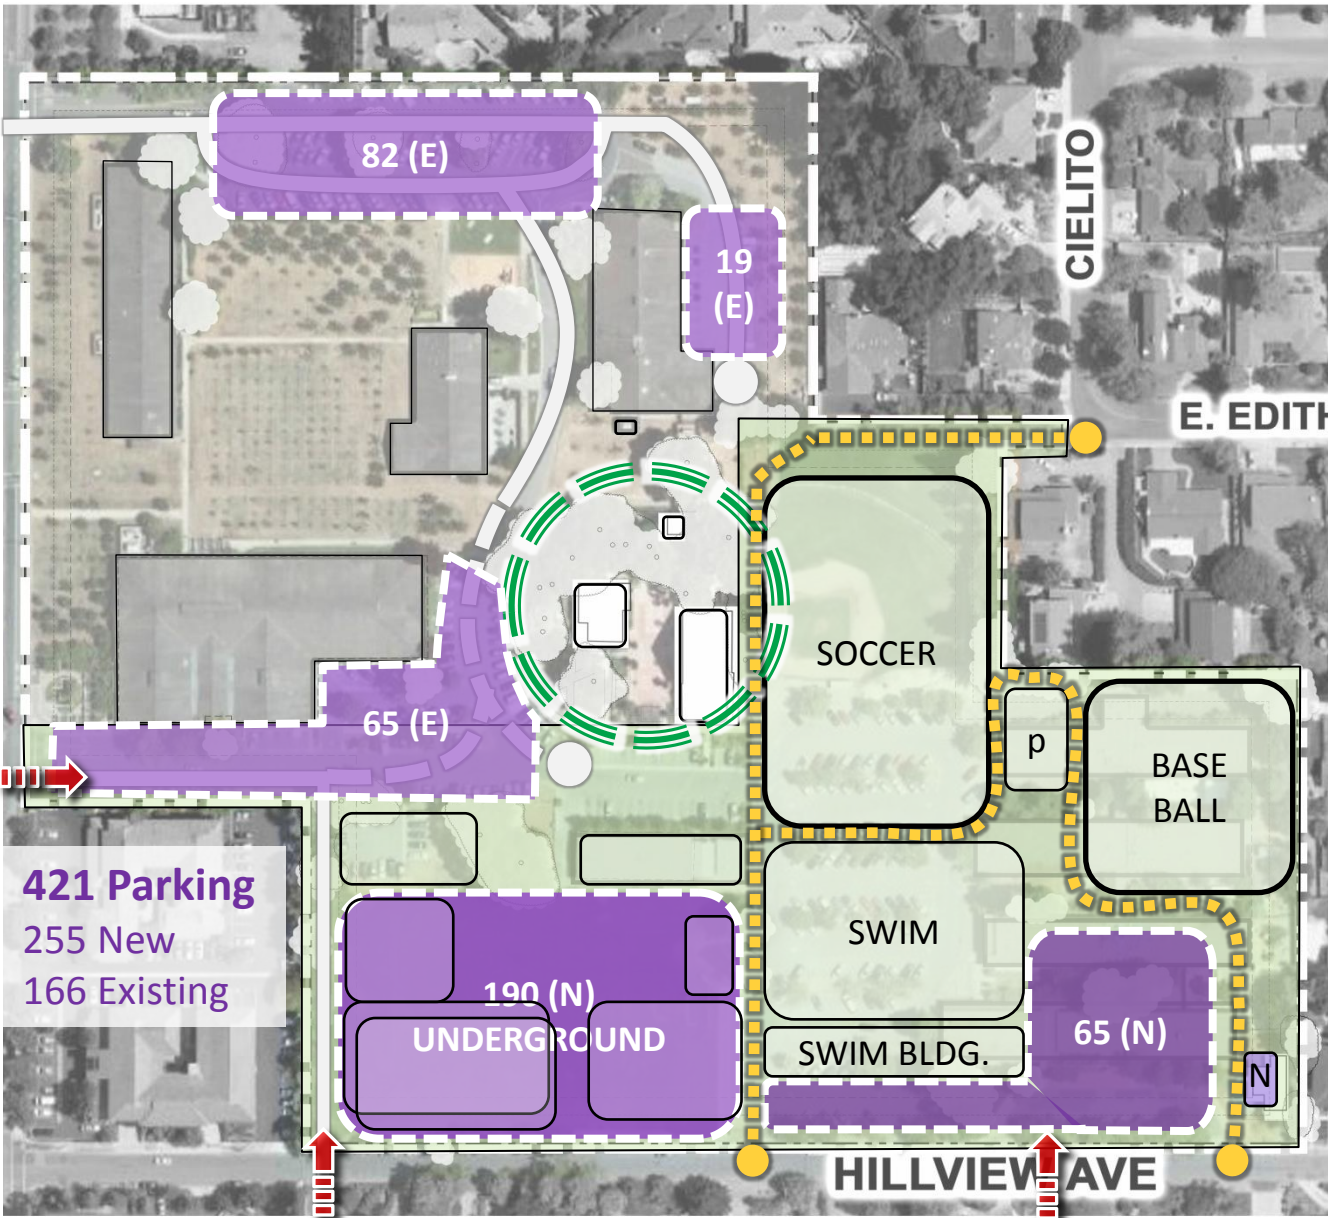 82 (E)
19
(E)
CIELITO
E. EDITH
SOCCER
65 (E)
p
BASE
BALL
421 Parking
255 New
166 Existing
SWIM
190 (N)
UNDERGROUND
65 (N)
SWIM BLDG.
N
HILLVIEW AVE